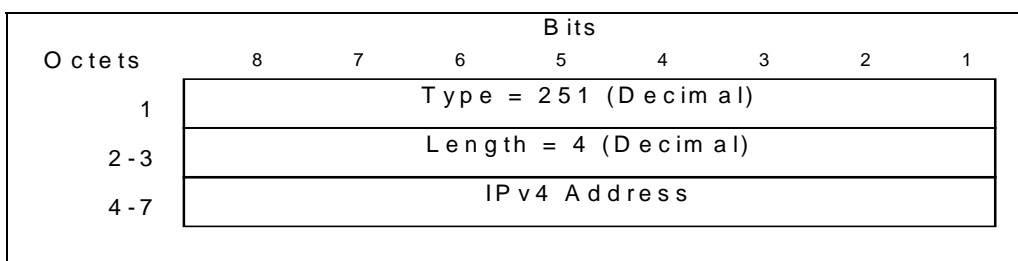 Bits
Octets 8 7 6 5 4 3 2 1
1 Type = 251 (Decimal)
2-3 Length = 4 (Decimal)
4-7 IPv4 Address